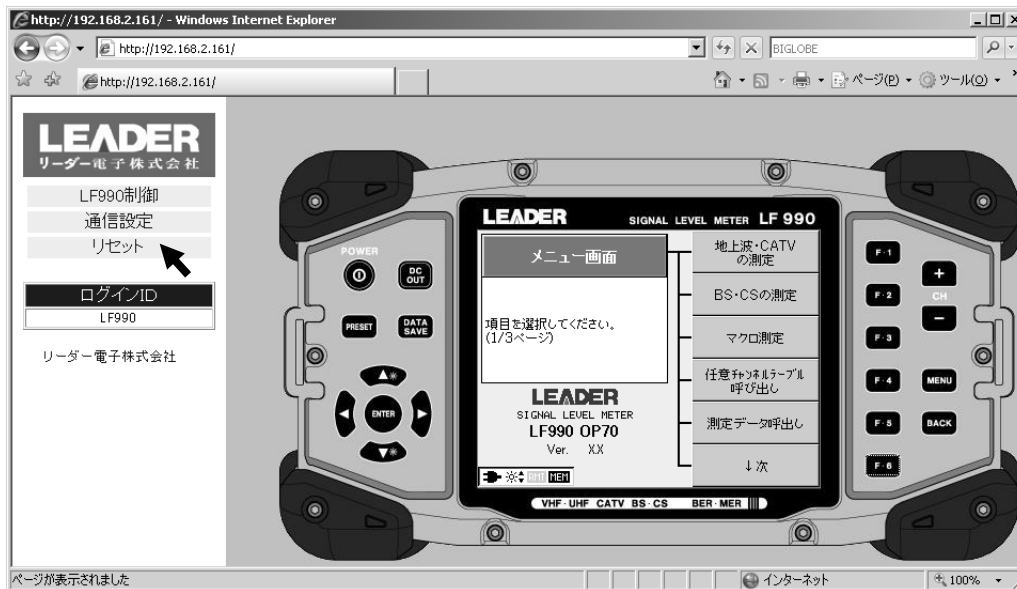 http://192.168.2.161/ - Windows Internet Explorer
http://192.168.2.161/
BIGLOBE
http://192.168.2.161/
ページ(P)
ツール(O)
LEADER
リーダー電子株式会社
LF990制御
通信設定
リセット
ログインID
LF990
リーダー電子株式会社
LEADER
SIGNAL LEVEL METER LF 990
POWER
DC OUT
PRESET
DATA SAVE
ENTER
メニュー画面
項目を選択してください。
(1/3ページ)
LEADER
SIGNAL LEVEL METER
LF990 OP70
Ver. XX
RMT MEM
地上波・CATV
の測定
BS・CSの測定
マクロ測定
任意チャンネルテーブル
呼び出し
測定データ呼出し
↓次
F・1
F・2
F・3
F・4
F・5
F・6
+
CH
−
MENU
BACK
VHF・UHF CATV BS・CS BER・MER
ページが表示されました
インターネット
100%